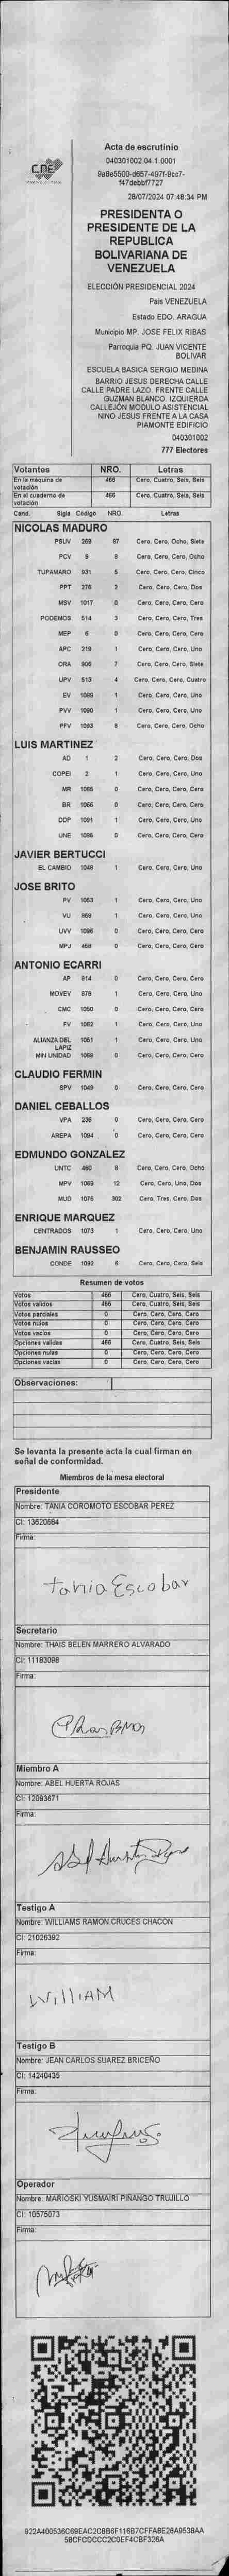 CNE
Acta de escrutinio
040301002.04.1.0001
9a8e5500-d657-497f-9cc7-
f47debbf7727
28/07/2024 07:48:34 PM
PRESIDENTA O
PRESIDENTE DE LA
REPUBLICA
BOLIVARIANA DE
VENEZUELA
ELECCIÓN PRESIDENCIAL 2024
País VENEZUELA
Estado EDO. ARAGUA
Municipio MP. JOSE FELIX RIBAS
Parroquia PQ. JUAN VICENTE
BOLIVAR
ESCUELA BASICA SERGIO MEDINA
BARRIO JESUS DERECHA CALLE
CALLE PADRE LAZO. FRENTE CALLE
GUZMAN BLANCO. IZQUIERDA
CALLEJÓN MODULO ASISTENCIAL
NINO JESUS FRENTE A LA CASA
PIAMONTE EDIFICIO
040301002
777 Electores
Votantes NRO. Letras
En la máquina de votación 466 Cero, Cuatro, Seis, Seis
En el cuaderno de votación 466 Cero, Cuatro, Seis, Seis
Cand. Sigla Código NRO. Letras
NICOLAS MADURO
PSUV 269 87 Cero, Cero, Ocho, Siete
PCV 9 8 Cero, Cero, Cero, Ocho
TUPAMARO 931 5 Cero, Cero, Cero, Cinco
PPT 276 2 Cero, Cero, Cero, Dos
MSV 1017 0 Cero, Cero, Cero, Cero
PODEMOS 514 3 Cero, Cero, Cero, Tres
MEP 6 0 Cero, Cero, Cero, Cero
APC 219 1 Cero, Cero, Cero, Uno
ORA 906 7 Cero, Cero, Cero, Siete
UPV 513 4 Cero, Cero, Cero, Cuatro
EV 1089 1 Cero, Cero, Cero, Uno
PVV 1090 1 Cero, Cero, Cero, Uno
PFV 1093 8 Cero, Cero, Cero, Ocho
LUIS MARTINEZ
AD 1 2 Cero, Cero, Cero, Dos
COPEI 2 1 Cero, Cero, Cero, Uno
MR 1065 0 Cero, Cero, Cero, Cero
BR 1066 0 Cero, Cero, Cero, Cero
DDP 1091 1 Cero, Cero, Cero, Uno
UNE 1095 0 Cero, Cero, Cero, Cero
JAVIER BERTUCCI
EL CAMBIO 1048 1 Cero, Cero, Cero, Uno
JOSE BRITO
PV 1053 1 Cero, Cero, Cero, Uno
VU 868 1 Cero, Cero, Cero, Uno
UVV 1096 0 Cero, Cero, Cero, Cero
MPJ 458 0 Cero, Cero, Cero, Cero
ANTONIO ECARRI
AP 814 0 Cero, Cero, Cero, Cero
MOVEV 878 1 Cero, Cero, Cero, Uno
CMC 1050 0 Cero, Cero, Cero, Cero
FV 1062 1 Cero, Cero, Cero, Uno
ALIANZA DEL LAPIZ 1051 1 Cero, Cero, Cero, Uno
MIN UNIDAD 1059 0 Cero, Cero, Cero, Cero
CLAUDIO FERMIN
SPV 1049 0 Cero, Cero, Cero, Cero
DANIEL CEBALLOS
VPA 236 0 Cero, Cero, Cero, Cero
AREPA 1094 0 Cero, Cero, Cero, Cero
EDMUNDO GONZALEZ
UNTC 460 8 Cero, Cero, Cero, Ocho
MPV 1069 12 Cero, Cero, Uno, Dos
MUD 1075 302 Cero, Tres, Cero, Dos
ENRIQUE MARQUEZ
CENTRADOS 1073 1 Cero, Cero, Cero, Uno
BENJAMIN RAUSSEO
CONDE 1092 6 Cero, Cero, Cero, Seis
Resumen de votos
Votos 466 Cero, Cuatro, Seis, Seis
Votos válidos 466 Cero, Cuatro, Seis, Seis
Votos parciales 0 Cero, Cero, Cero, Cero
Votos nulos 0 Cero, Cero, Cero, Cero
Votos vacíos 0 Cero, Cero, Cero, Cero
Opciones válidas 466 Cero, Cuatro, Seis, Seis
Opciones nulas 0 Cero, Cero, Cero, Cero
Opciones vacías 0 Cero, Cero, Cero, Cero
Observaciones:
Se levanta la presente acta la cual firman en
señal de conformidad.
Miembros de la mesa electoral
Presidente
Nombre: TANIA COROMOTO ESCOBAR PEREZ
CI: 13620684
Firma:
tania Escobar
Secretario
Nombre: THAIS BELEN MARRERO ALVARADO
CI: 11183098
Firma:
Miembro A
Nombre: ABEL HUERTA ROJAS
CI: 12093671
Firma:
Testigo A
Nombre: WILLIAMS RAMON CRUCES CHACON
CI: 21026392
Firma:
WilliAM
Testigo B
Nombre: JEAN CARLOS SUAREZ BRICEÑO
CI: 14240435
Firma:
Operador
Nombre: MARIOSKI YUSMAIRI PIÑANGO TRUJILLO
CI: 10575073
Firma:
922A400536C69EAC2C8B6F116B7CFFABE26A9538AA
58CFCDCCC2C0EF4CBF326A